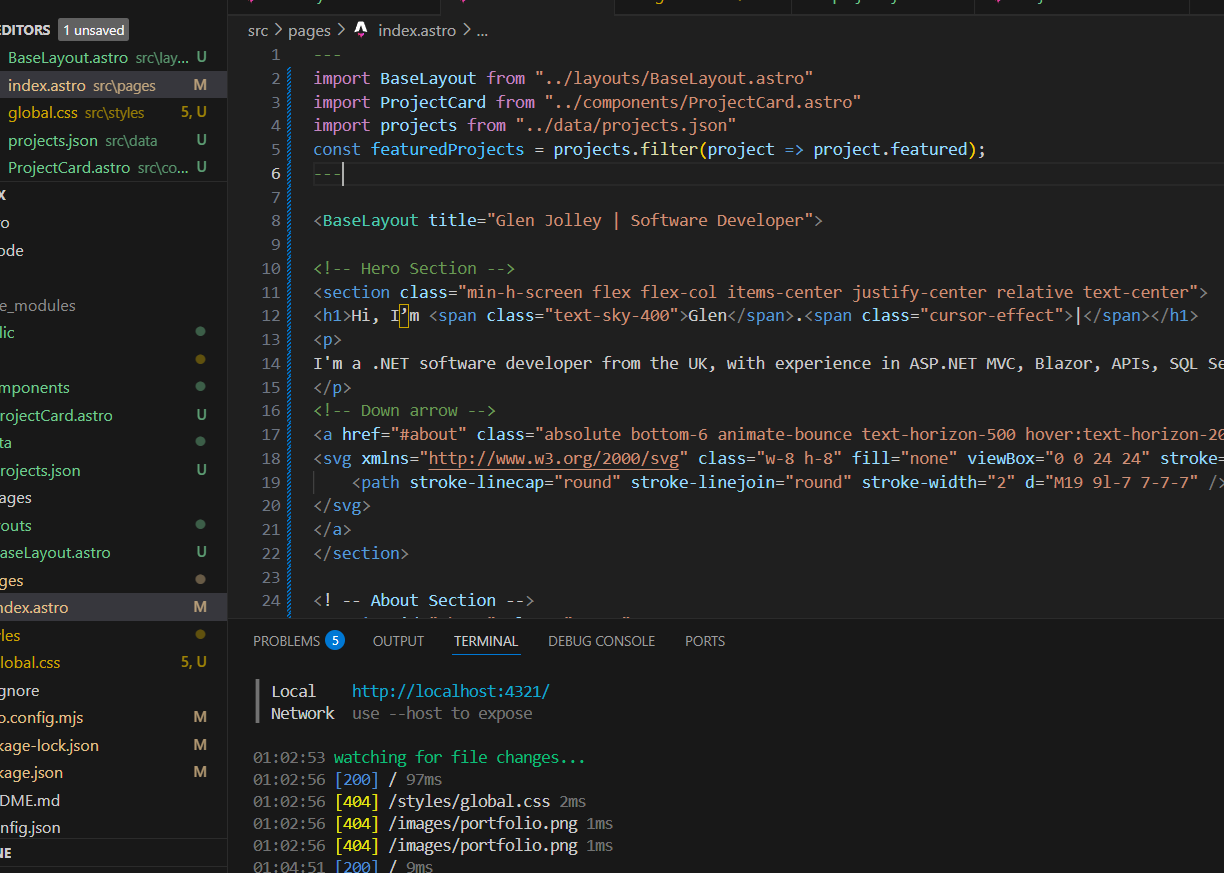 EDITORS 1 unsaved
BaseLayout.astro src\lay... U
index.astro src\pages M
global.css src\styles 5, U
projects.json src\data U
ProjectCard.astro src\co... U
X
ro
ode
e_modules
lic
mponents
rojectCard.astro U
ta
rojects.json U
ages
outs
aseLayout.astro U
ges
ndex.astro M
les
lobal.css 5, U
gnore
o.config.mjs M
kage-lock.json M
kage.json M
DME.md
nfig.json
NE
src > pages > index.astro > ...
1 ---
2 import BaseLayout from "../layouts/BaseLayout.astro"
3 import ProjectCard from "../components/ProjectCard.astro"
4 import projects from "../data/projects.json"
5 const featuredProjects = projects.filter(project => project.featured);
6 ---
7
8 <BaseLayout title="Glen Jolley | Software Developer">
9
10 <!-- Hero Section -->
11 <section class="min-h-screen flex flex-col items-center justify-center relative text-center">
12 <h1>Hi, I’m <span class="text-sky-400">Glen</span>.<span class="cursor-effect">|</span></h1>
13 <p>
14 I'm a .NET software developer from the UK, with experience in ASP.NET MVC, Blazor, APIs, SQL Se
15 </p>
16 <!-- Down arrow -->
17 <a href="#about" class="absolute bottom-6 animate-bounce text-horizon-500 hover:text-horizon-20
18 <svg xmlns="http://www.w3.org/2000/svg" class="w-8 h-8" fill="none" viewBox="0 0 24 24" stroke=
19 <path stroke-linecap="round" stroke-linejoin="round" stroke-width="2" d="M19 9l-7 7-7-7" />
20 </svg>
21 </a>
22 </section>
23
24 <! -- About Section -->
PROBLEMS 5 OUTPUT TERMINAL DEBUG CONSOLE PORTS
Local http://localhost:4321/
Network use --host to expose
01:02:53 watching for file changes...
01:02:56 [200] / 97ms
01:02:56 [404] /styles/global.css 2ms
01:02:56 [404] /images/portfolio.png 1ms
01:02:56 [404] /images/portfolio.png 1ms
01:04:51 [200] / 9ms